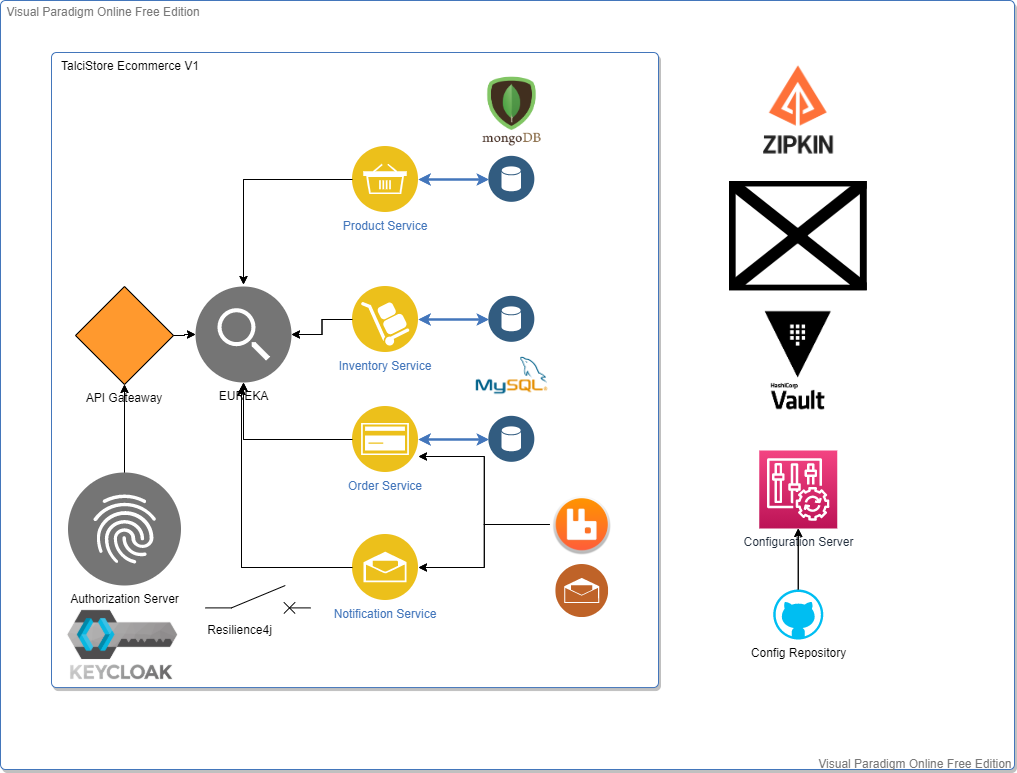 Visual Paradigm Online Free Edition
TalciStore Ecommerce V1
mongoDB
ZIPKIN
Product Service
Inventory Service
MySQL
API Gateaway
EUREKA
HashiCorp
Vault
Order Service
Configuration Server
Authorization Server
Notification Service
Resilience4j
Config Repository
KEYCLOAK
Visual Paradigm Online Free Edition